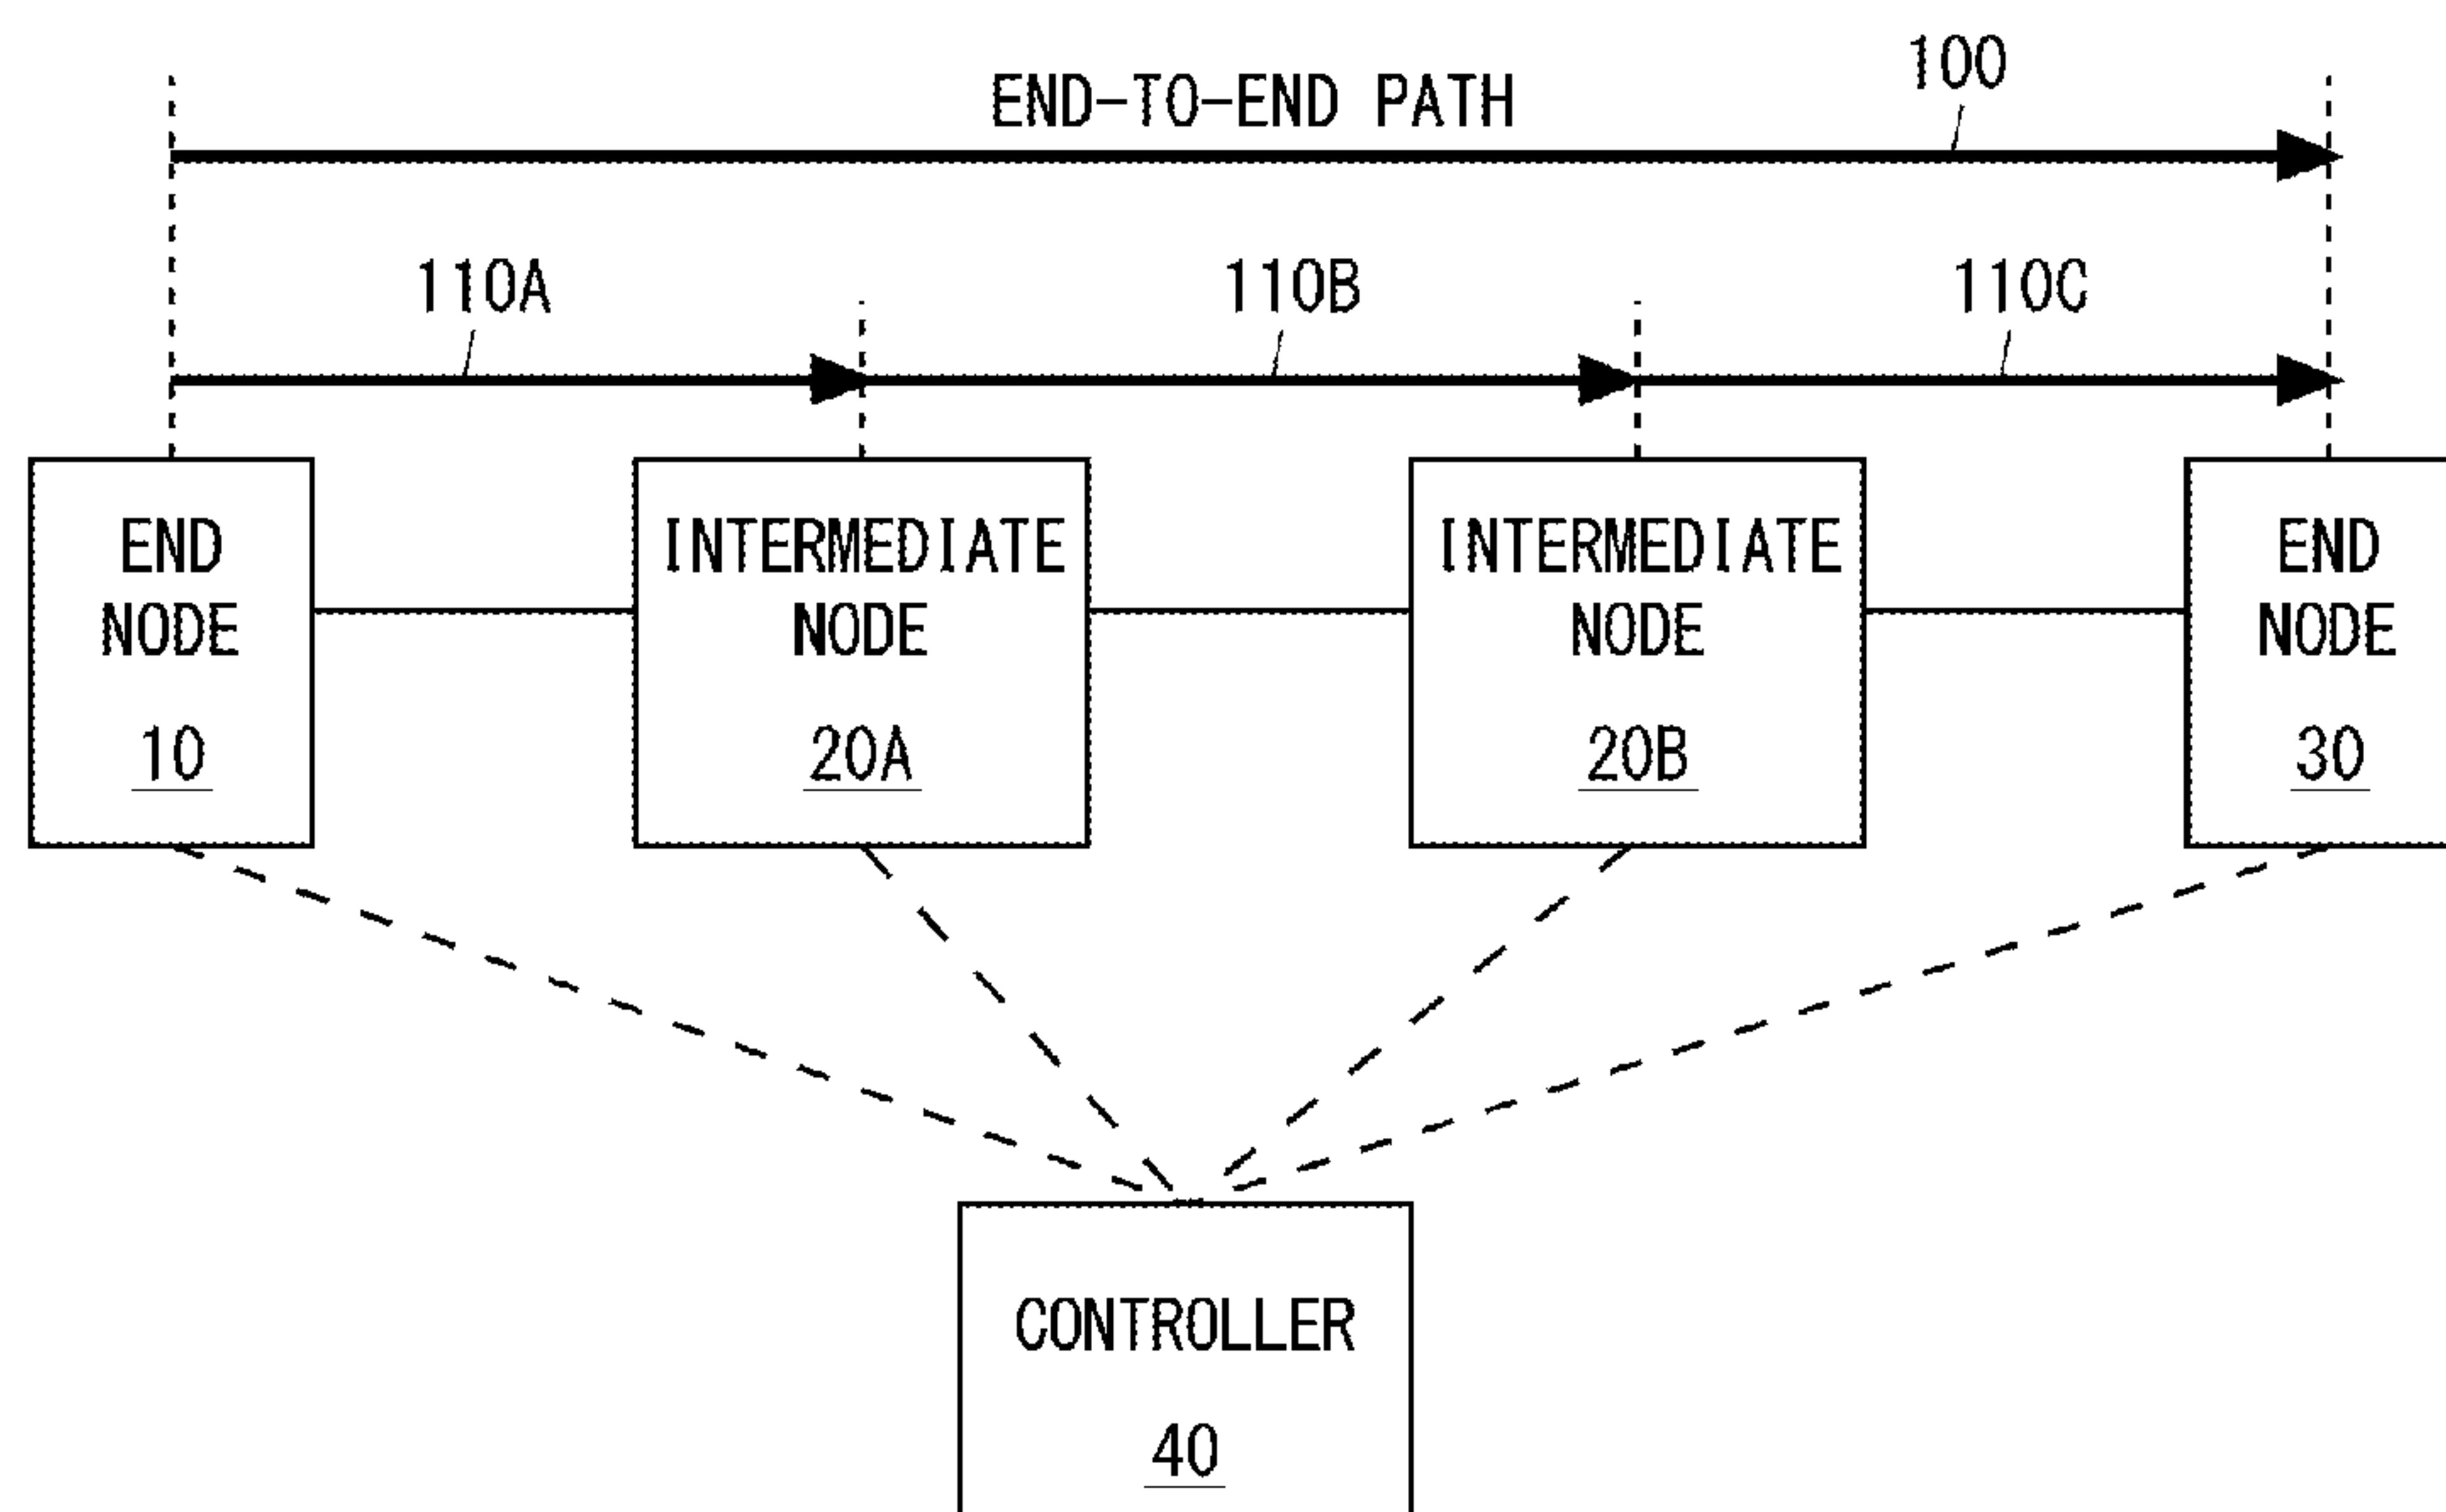 100
END-TO-END PATH
110A 110B 110C
END NODE 10
INTERMEDIATE NODE 20A
INTERMEDIATE NODE 20B
END NODE 30
CONTROLLER
40